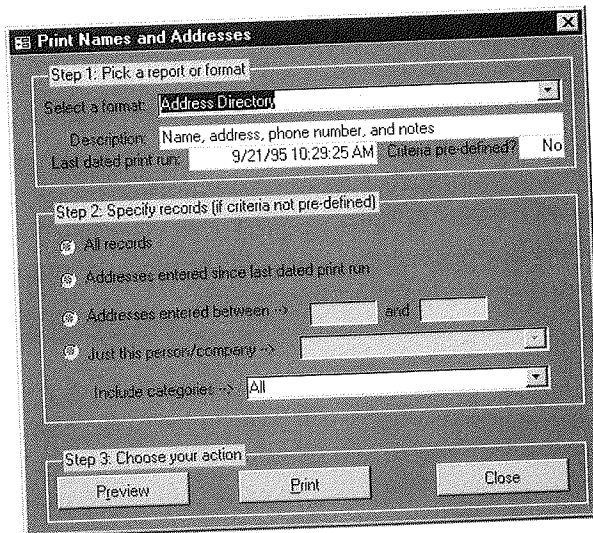 Print Names and Addresses
Step 1: Pick a report or format
Select a format: Address Directory
Description: Name, address, phone number, and notes
Last dated print run: 9/21/95 10:29:25 AM Criteria pre-defined? No
Step 2: Specify records (if criteria not pre-defined)
All records
Addresses entered since last dated print run
Addresses entered between --> and
Just this person/company -->
Include categories --> All
Step 3: Choose your action
Preview Print Close